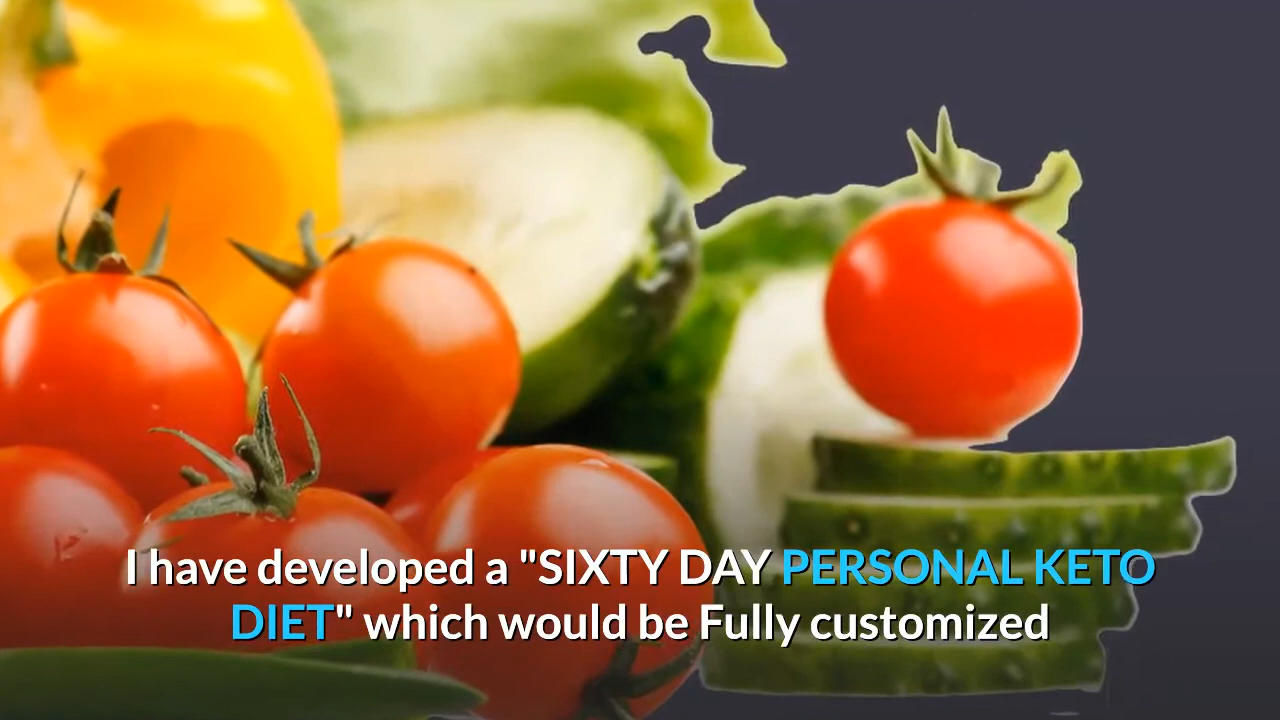 I have developed a "SIXTY DAY PERSONAL KETO
DIET" which would be Fully customized